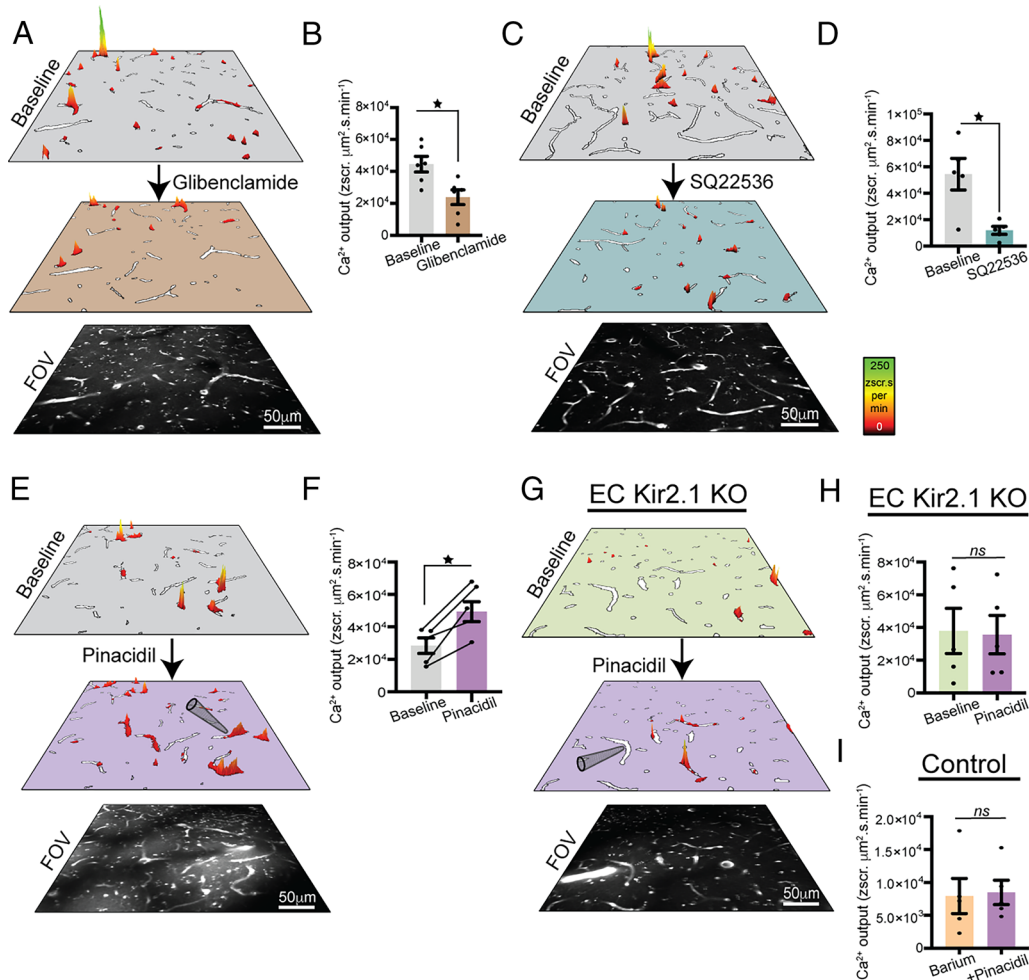 A
Baseline
Glibenclamide
FOV
50µm
B
Ca²⁺ output (zscr. µm².s.min⁻¹)
8×10⁴
6×10⁴
4×10⁴
2×10⁴
0
★
Baseline
Glibenclamide
C
Baseline
SQ22536
FOV
50µm
D
Ca²⁺ output (zscr. µm².s.min⁻¹)
1×10⁵
8×10⁴
6×10⁴
4×10⁴
2×10⁴
0
★
Baseline
SQ22536
250
zscr.s
per
min
0
E
Baseline
Pinacidil
FOV
50µm
F
Ca²⁺ output (zscr. µm².s.min⁻¹)
8×10⁴
6×10⁴
4×10⁴
2×10⁴
0
★
Baseline
Pinacidil
G
EC Kir2.1 KO
Baseline
Pinacidil
FOV
50µm
H
EC Kir2.1 KO
Ca²⁺ output (zscr. µm².s.min⁻¹)
8×10⁴
6×10⁴
4×10⁴
2×10⁴
0
ns
Baseline
Pinacidil
I
Control
Ca²⁺ output (zscr. µm².s.min⁻¹)
2.0×10⁴
1.5×10⁴
1.0×10⁴
5.0×10³
0
ns
Barium
+Pinacidil